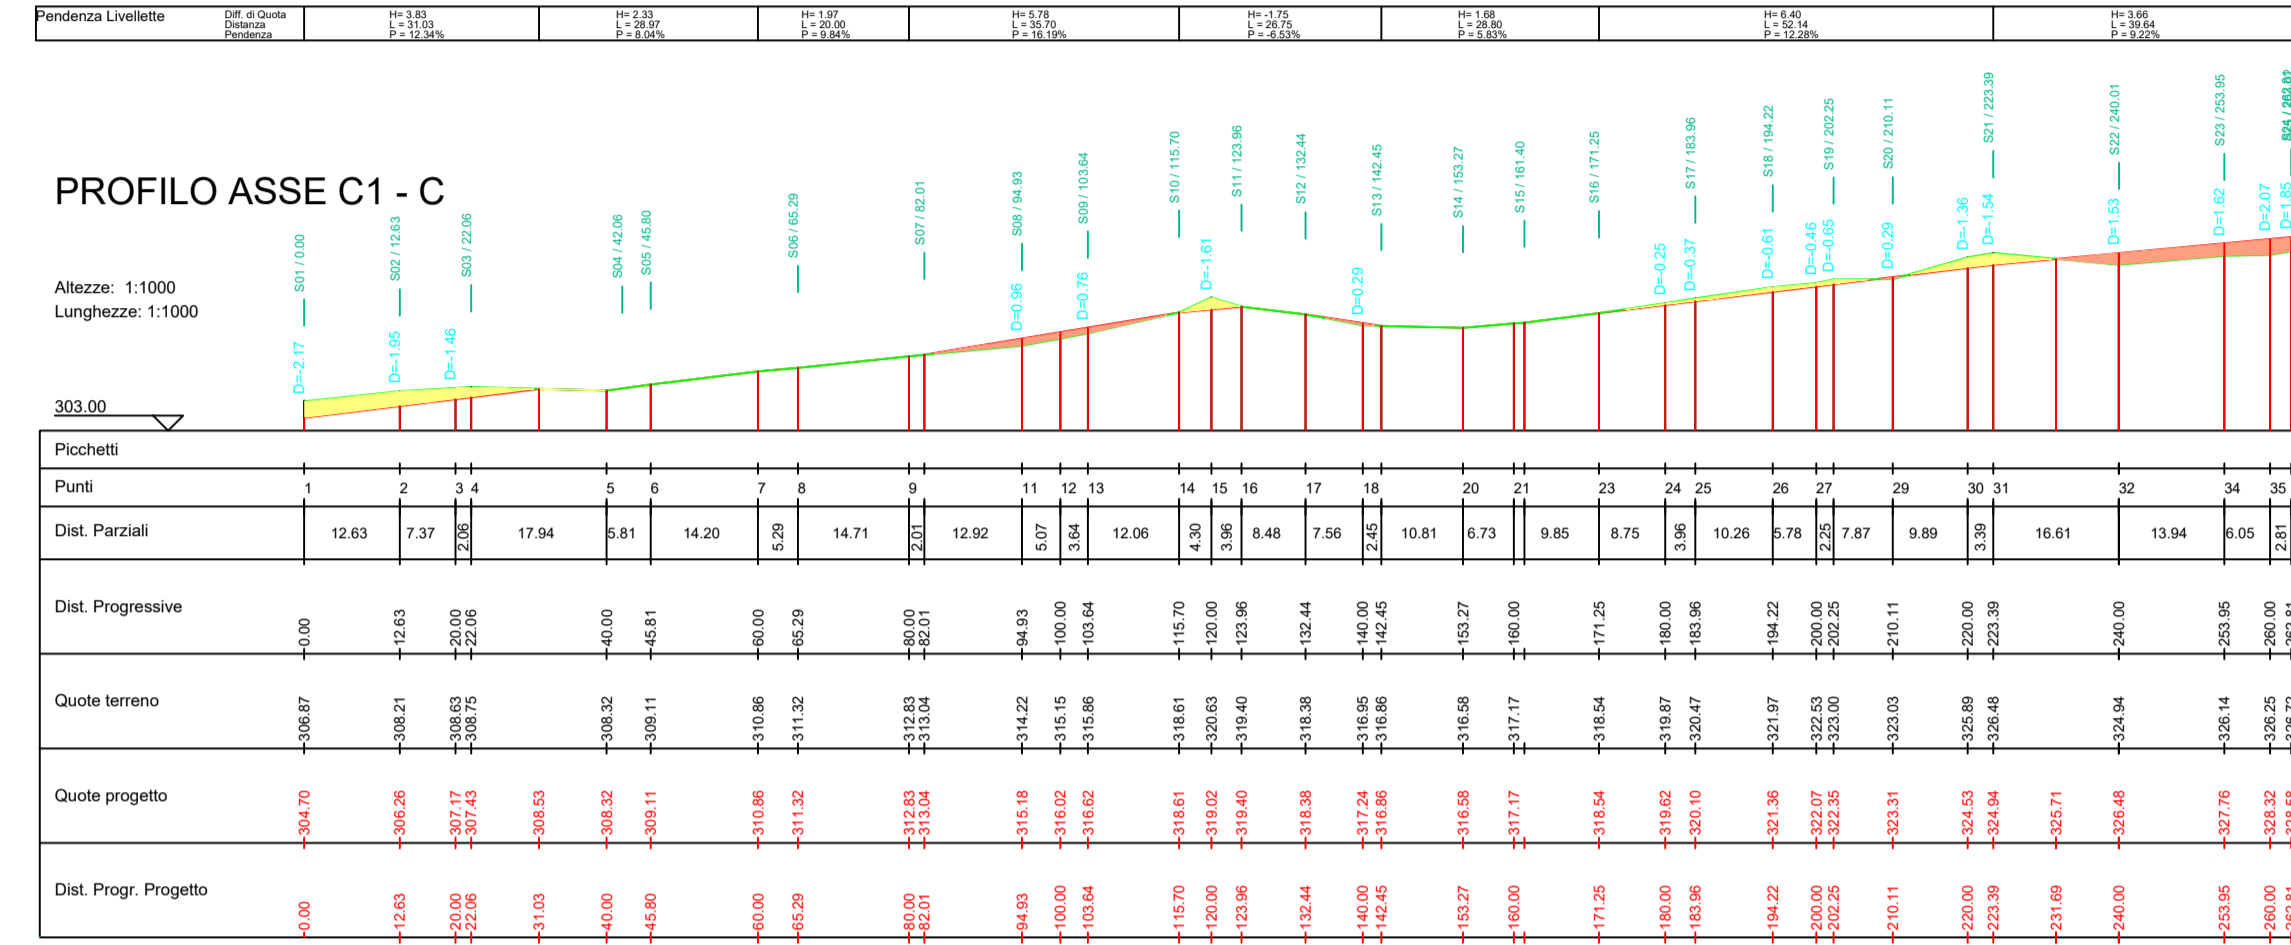 Pendenza Livellette
Diff. di Quota H= 3.83 H= 2.33 H= 1.97 H= 5.78 H= -1.75 H= 1.68 H= 6.40 H= 3.66
Distanza L = 31.03 L = 28.97 L = 20.00 L = 35.70 L = 26.75 L = 28.80 L = 52.14 L = 39.64
Pendenza P = 12.34% P = 8.04% P = 9.84% P = 16.19% P = -6.53% P = 5.83% P = 12.28% P = 9.22%
S01 / 0.00 S02 / 12.63 S03 / 22.06 S04 / 42.06 S05 / 45.80 S06 / 65.29 S07 / 82.01 S08 / 94.93 S09 / 103.64 S10 / 115.70 S11 / 123.96 S12 / 132.44 S13 / 142.45 S14 / 153.27 S15 / 161.40 S16 / 171.25 S17 / 183.96 S18 / 194.22 S19 / 202.25 S20 / 210.11 S21 / 223.39 S22 / 240.01 S23 / 253.95
PROFILO ASSE C1 - C
Altezze: 1:1000
Lunghezze: 1:1000
D=-2.17 D=-1.95 D=-1.46 D=0.96 D=0.76 D=-1.61 D=0.29 D=-0.25 D=-0.37 D=-0.61 D=-0.46 D=-0.65 D=0.29 D=-1.36 D=-1.54 D=1.53 D=1.62 D=2.07 D=1.85
303.00
Picchetti
Punti 1 2 3 4 5 6 7 8 9 11 12 13 14 15 16 17 18 20 21 23 24 25 26 27 29 30 31 32 34 35
Dist. Parziali 12.63 7.37 2.06 17.94 5.81 14.20 5.29 14.71 2.01 12.92 5.07 3.64 12.06 4.30 3.96 8.48 7.56 2.45 10.81 6.73 9.85 8.75 3.96 10.26 5.78 2.25 7.87 9.89 3.39 16.61 13.94 6.05 2.81
Dist. Progressive 0.00 12.63 20.00 22.06 40.00 45.81 60.00 65.29 80.00 82.01 94.93 100.00 103.64 115.70 120.00 123.96 132.44 140.00 142.45 153.27 160.00 171.25 180.00 183.96 194.22 200.00 202.25 210.11 220.00 223.39 240.00 253.95 260.00
Quote terreno 306.87 308.21 308.63 308.75 308.32 309.11 310.86 311.32 312.83 313.04 314.22 315.15 315.86 318.61 320.63 319.40 318.38 316.95 316.86 316.58 317.17 318.54 319.87 320.47 321.97 322.53 323.00 323.03 325.89 326.48 324.94 326.14 326.25
Quote progetto 304.70 306.26 307.17 307.43 308.53 308.32 309.11 310.86 311.32 312.83 313.04 315.18 316.02 316.62 318.61 319.02 319.40 318.38 317.24 316.86 316.58 317.17 318.54 319.62 320.10 321.36 322.07 322.35 323.31 324.53 324.94 325.71 326.48 327.76 328.32
Dist. Progr. Progetto 0.00 12.63 20.00 22.06 31.03 40.00 45.80 60.00 65.29 80.00 82.01 94.93 100.00 103.64 115.70 120.00 123.96 132.44 140.00 142.45 153.27 160.00 171.25 180.00 183.96 194.22 200.00 202.25 210.11 220.00 223.39 231.69 240.00 253.95 260.00